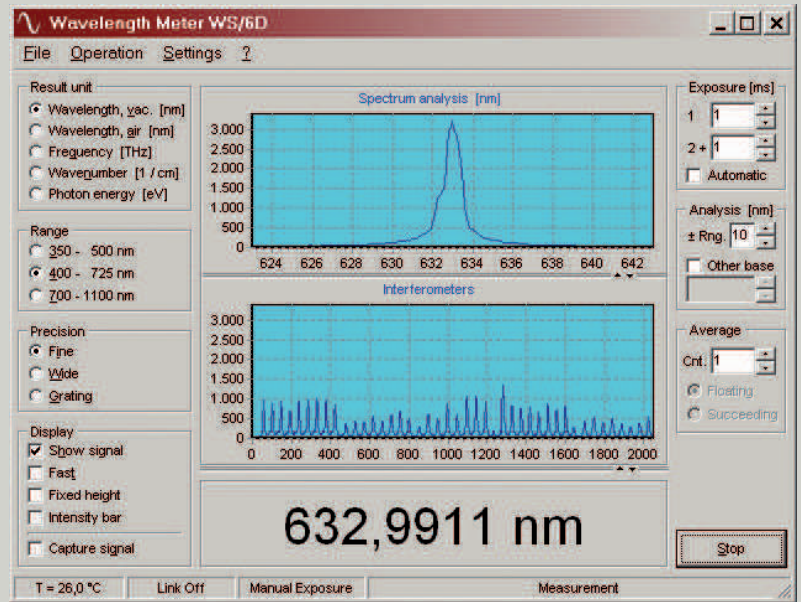 Wavelength Meter WS/6D
File Operation Settings ?
Result unit
Wavelength, vac. [nm]
Wavelength, air [nm]
Frequency [THz]
Wavenumber [1 / cm]
Photon energy [eV]
Range
350 - 500 nm
400 - 725 nm
700 - 1100 nm
Precision
Fine
Wide
Grating
Display
Show signal
Fast
Fixed height
Intensity bar
Capture signal
Spectrum analysis [nm]
3.000
2.500
2.000
1.500
1.000
500
0
624 626 628 630 632 634 636 638 640 642
Interferometers
3.000
2.500
2.000
1.500
1.000
500
0
0 200 400 600 800 1000 1200 1400 1600 1800 2000
632,9911 nm
Exposure [ms]
1 1
2 + 1
Automatic
Analysis [nm]
± Rng. 10
Other base
Average
Cnt. 1
Floating
Succeeding
Stop
T = 26,0 °C Link Off Manual Exposure Measurement